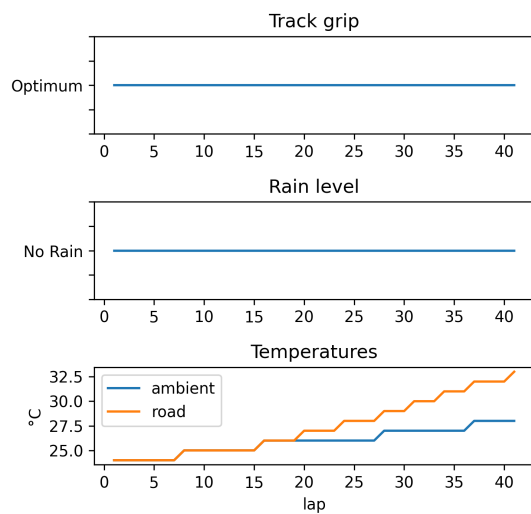 Track grip
Optimum
0 5 10 15 20 25 30 35 40
Rain level
No Rain
0 5 10 15 20 25 30 35 40
Temperatures
32.5
30.0
27.5
25.0
°C
ambient
road
0 5 10 15 20 25 30 35 40
lap